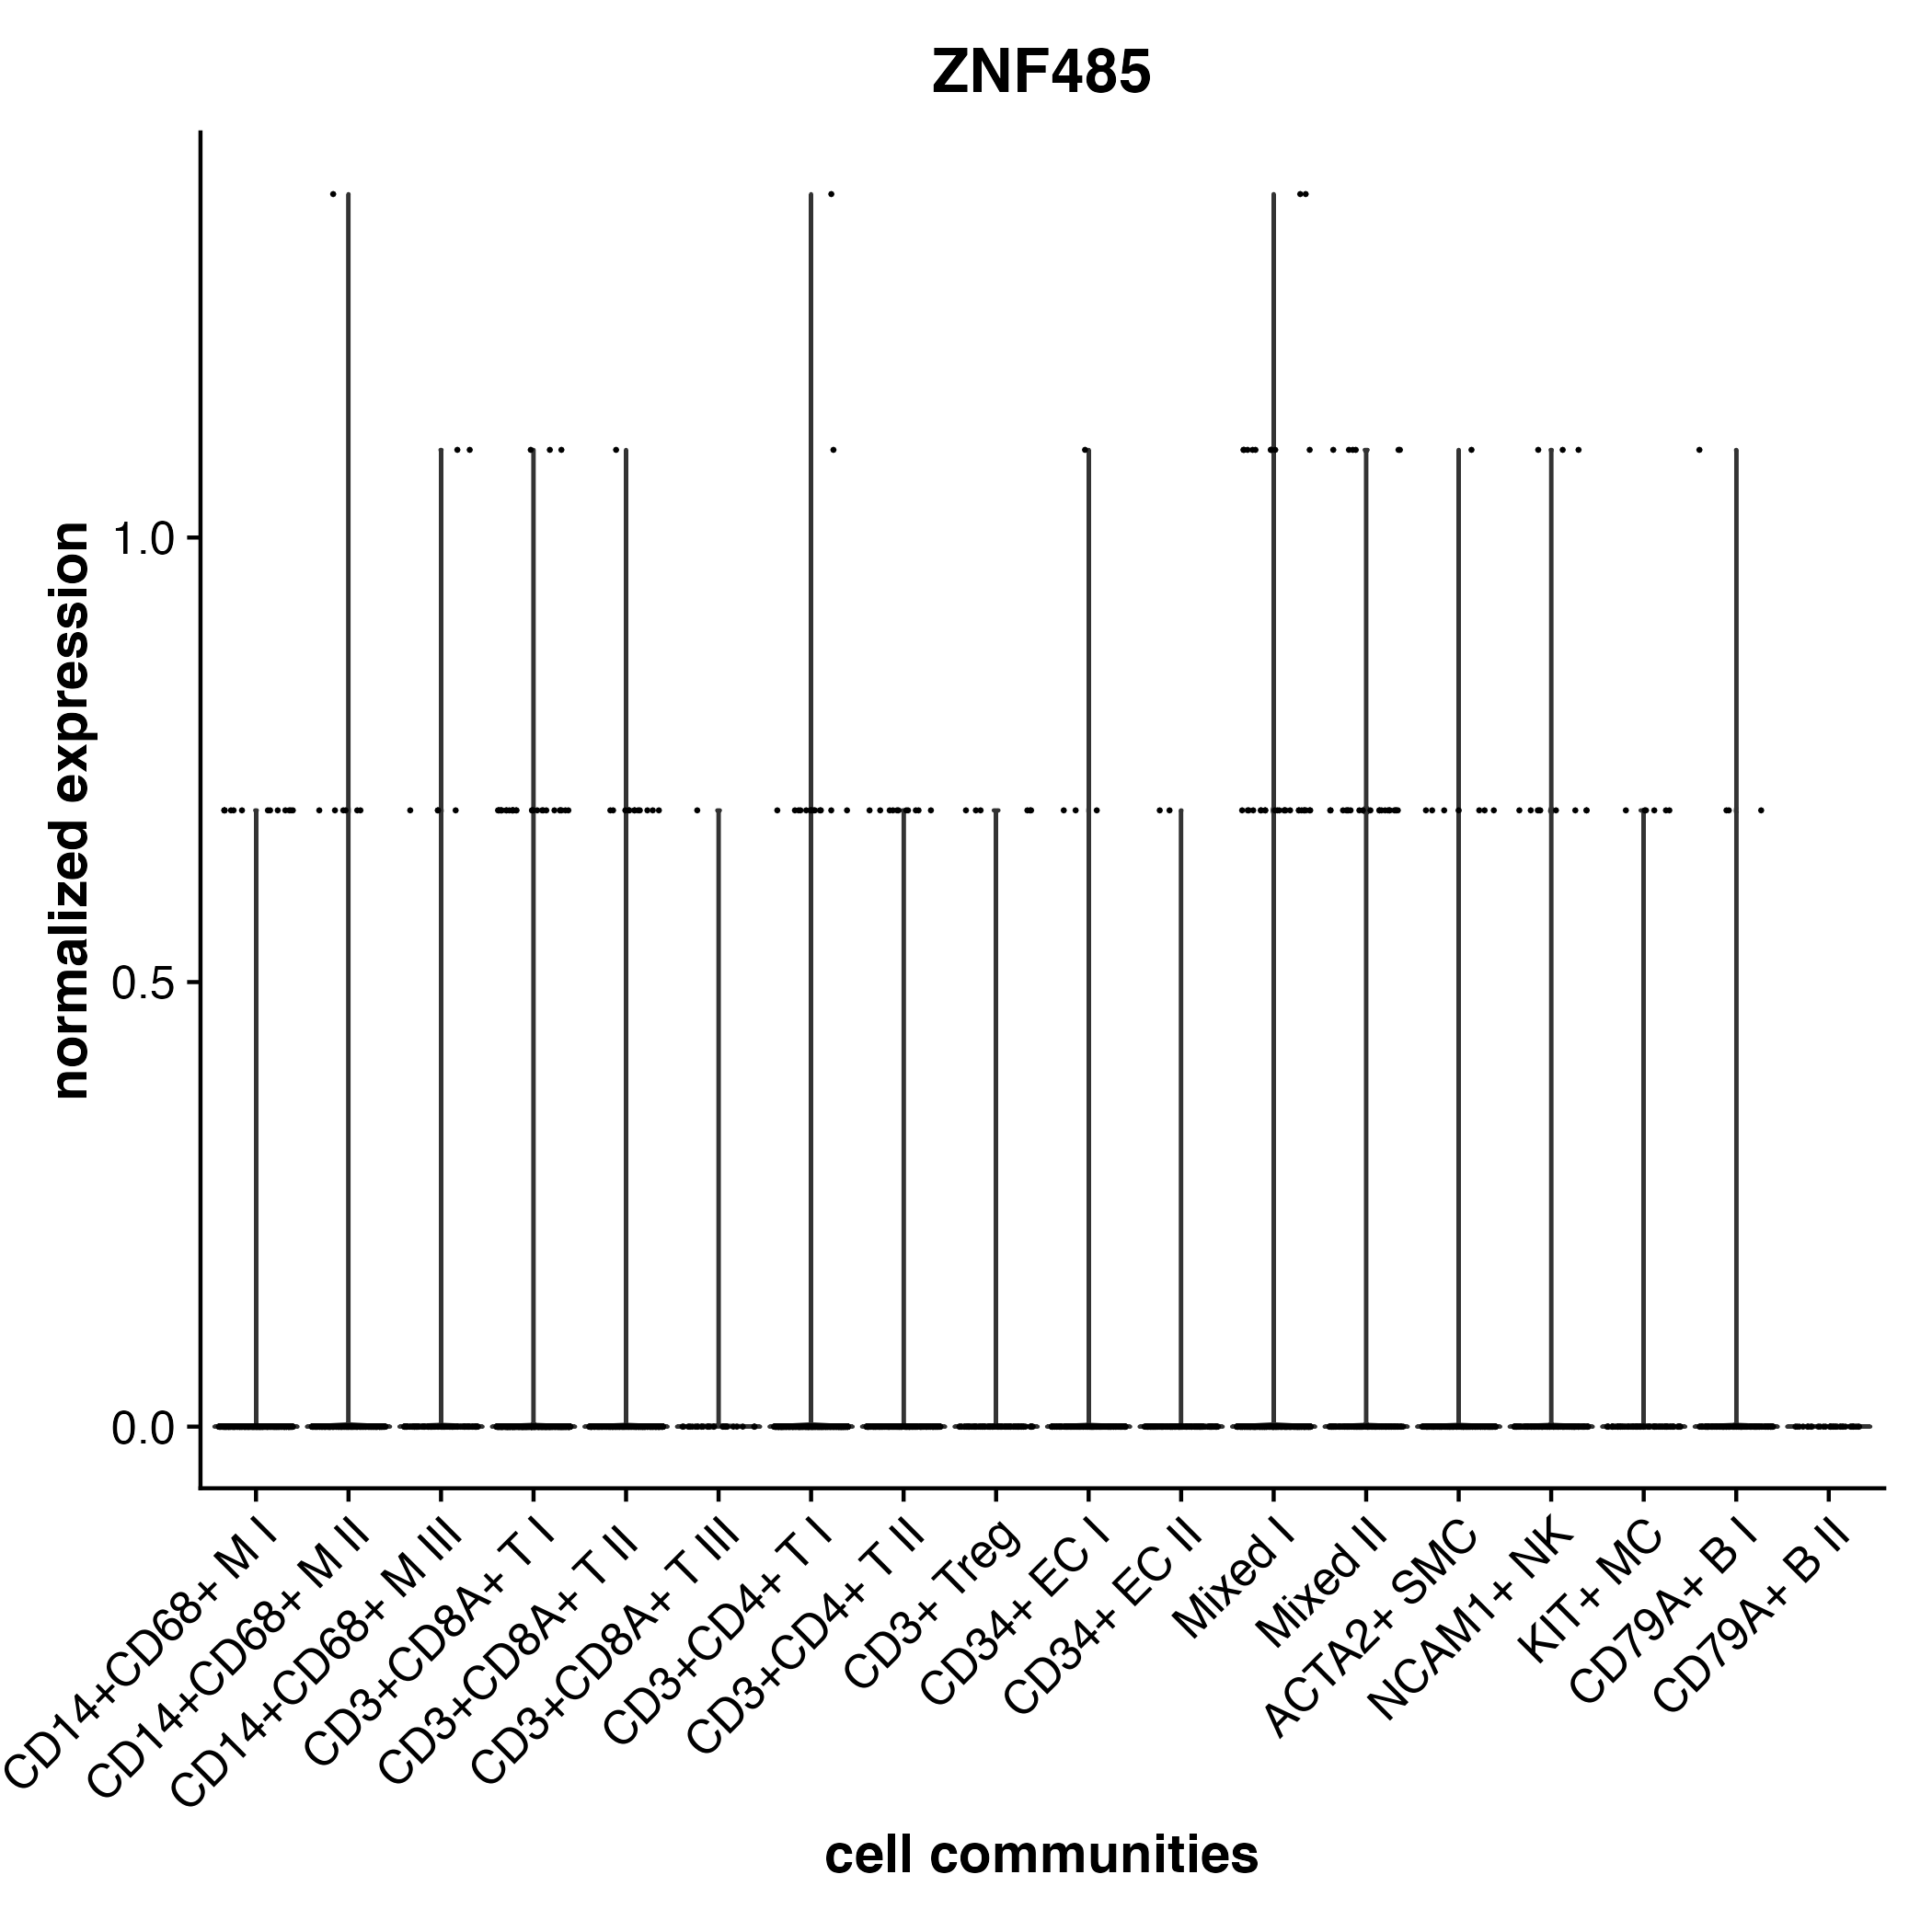 ZNF485
normalized expression
1.0
0.5
0.0
CD14+CD68+ M I
CD14+CD68+ M II
CD14+CD68+ M III
CD3+CD8A+ T I
CD3+CD8A+ T II
CD3+CD8A+ T III
CD3+CD4+ T I
CD3+CD4+ T II
CD3+ Treg
CD34+ EC I
CD34+ EC II
Mixed I
Mixed II
ACTA2+ SMC
NCAM1+ NK
KIT+ MC
CD79A+ B I
CD79A+ B II
cell communities